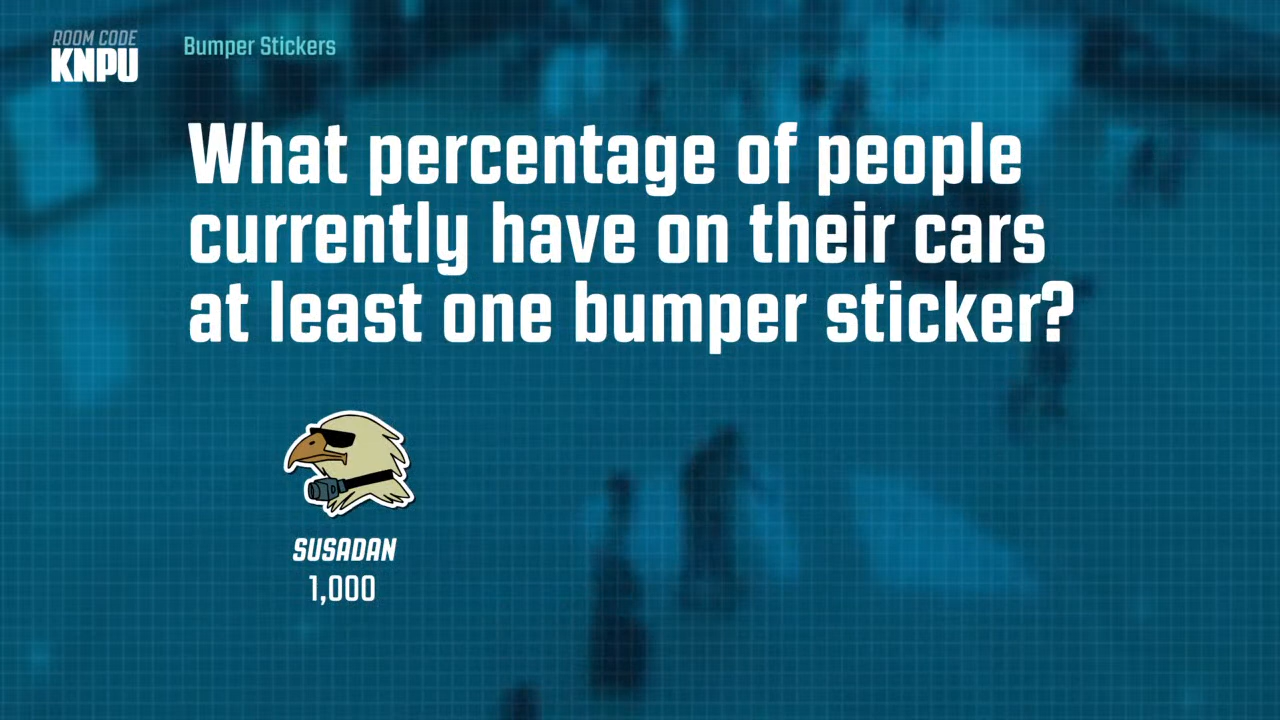 ROOM CODE
KNPU
Bumper Stickers
What percentage of people
currently have on their cars
at least one bumper sticker?
SUSADAN
1,000